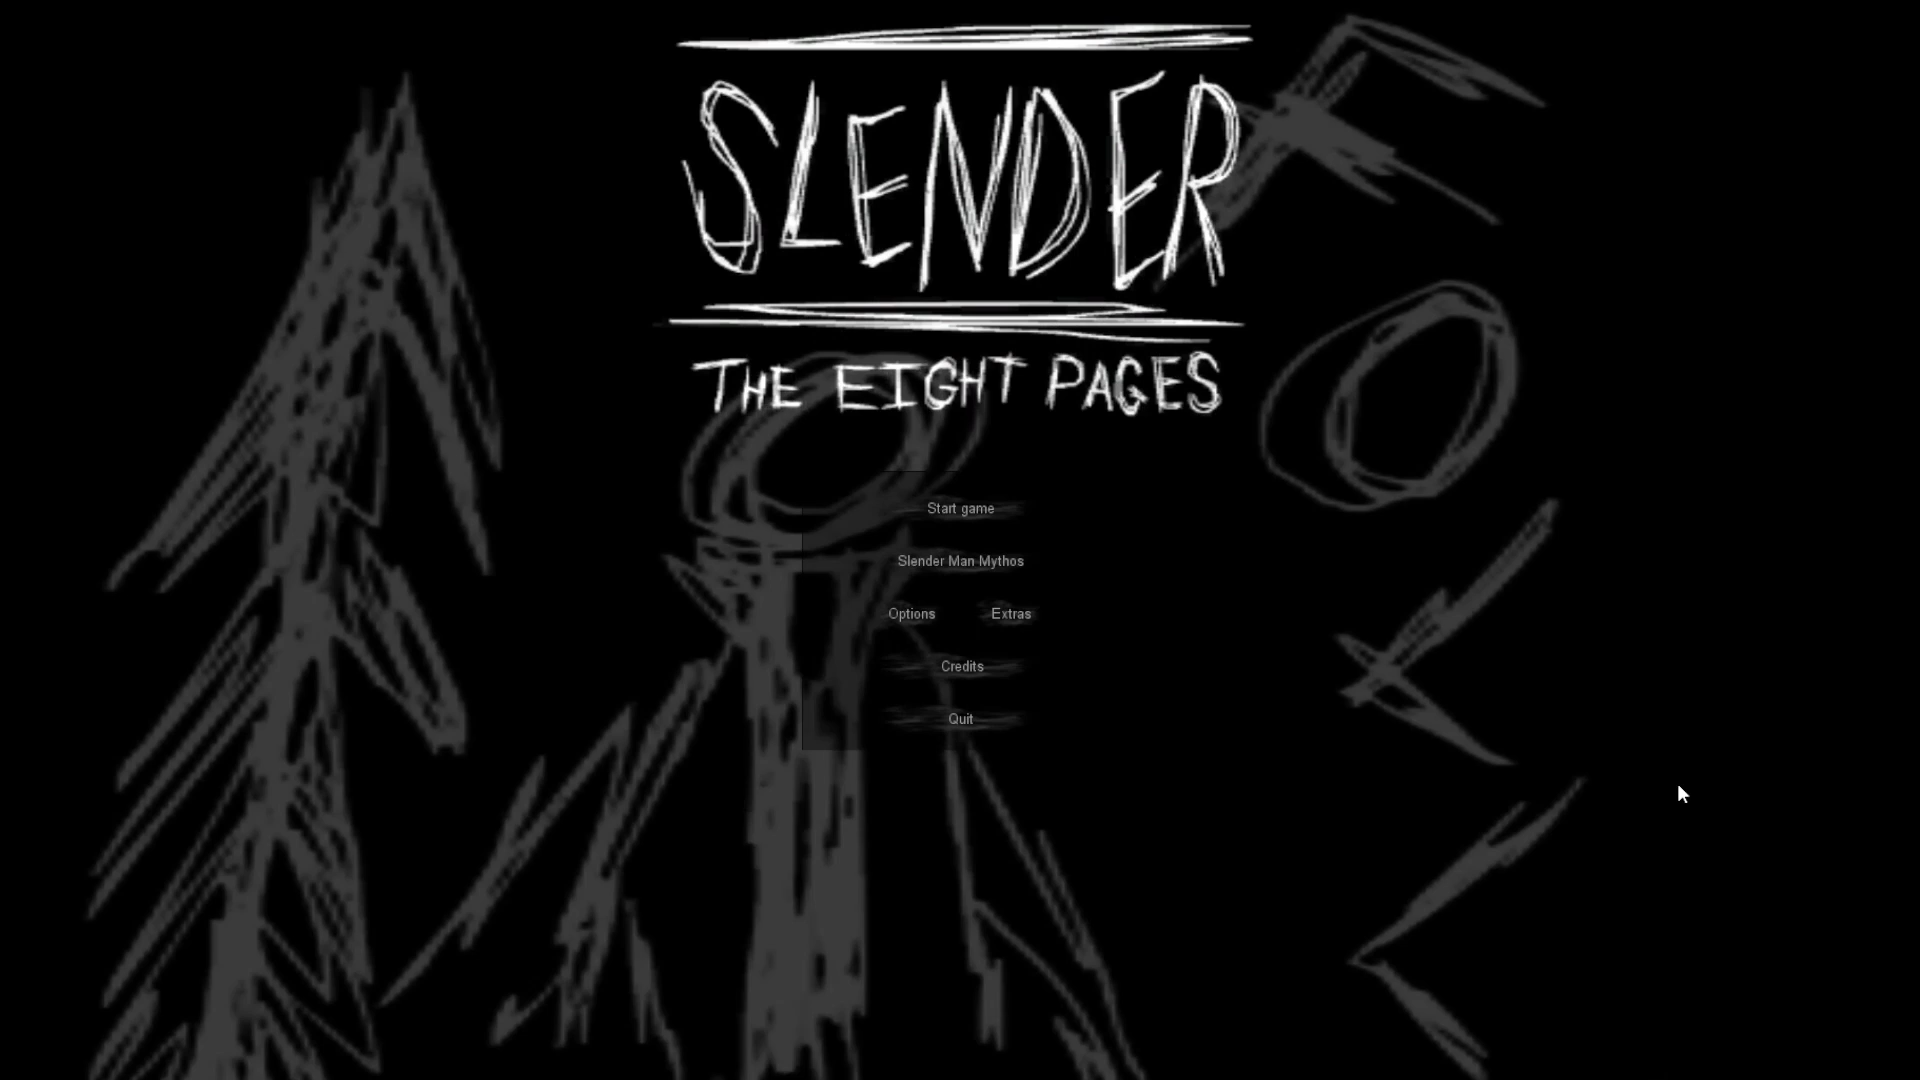 SLENDER
THE EIGHT PAGES
Start game
Slender Man Mythos
Options Extras
Credits
Quit